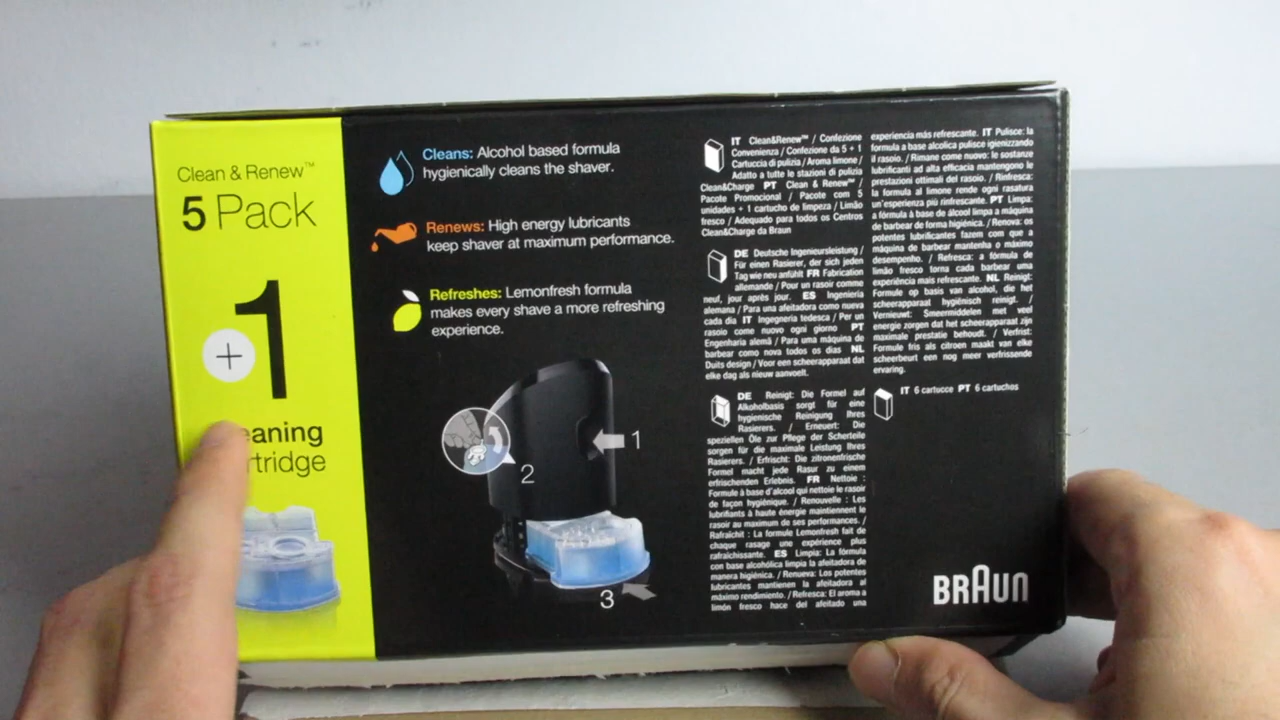 Clean & Renew™
5 Pack
+ 1
eaning
rtridge
Cleans: Alcohol based formula
hygienically cleans the shaver.
Renews: High energy lubricants
keep shaver at maximum performance.
Refreshes: Lemonfresh formula
makes every shave a more refreshing
experience.
1
2
3
IT Clean&Renew™ / Confezione
Convenienza / Confezione da 5 + 1
Cartuccia di pulizia / Aroma limone /
Adatto a tutte le stazioni di pulizia
Clean&Charge PT Clean & Renew™ /
Pacote Promocional / Pacote com 5
unidades + 1 cartucho de limpeza / Limão
fresco / Adequado para todos os Centros
Clean&Charge da Braun
DE Deutsche Ingenieursleistung /
Für einen Rasierer, der sich jeden
Tag wie neu anfühlt FR Fabrication
allemande / Pour un rasoir comme
neuf, jour après jour. ES Ingenieria
alemana / Para una afeitadora como nueva
cada dia IT Ingegneria tedesca / Per un
rasoio come nuovo ogni giorno PT
Engenharia alemã / Para uma máquina de
barbear como nova todos os dias NL
Duits design / Voor een scheerapparaat dat
elke dag als nieuw aanvoelt.
DE Reinigt: Die Formel auf
Alkoholbasis sorgt für eine
hygienische Reinigung Ihres
Rasierers. / Erneuert: Die
speziellen Öle zur Pflege der Scherteile
sorgen für die maximale Leistung Ihres
Rasierers. / Erfrischt: Die zitronenfrische
Formel macht jede Rasur zu einem
erfrischenden Erlebnis. FR Nettoie :
Formule à base d'alcool qui nettoie le rasoir
de façon hygiénique. / Renouvelle : Les
lubrifiants à haute énergie maintiennent le
rasoir au maximum de ses performances. /
Rafraîchit : La formule Lemonfresh fait de
chaque rasage une expérience plus
rafraîchissante. ES Limpia: La fórmula
con base alcohólica limpia la afeitadora de
manera higiénica. / Renueva: Los potentes
lubricantes mantienen la afeitadora al
máximo rendimiento. / Refresca: El aroma a
limón fresco hace del afeitado una
experiencia más refrescante. IT Pulisce: la
formula a base alcolica pulisce igienizzando
il rasoio. / Rimane come nuovo: le sostanze
lubrificanti ad alta efficacia mantengono le
prestazioni ottimali del rasoio. / Rinfresca:
la formula al limone rende ogni rasatura
un'esperienza più rinfrescante. PT Limpa:
a fórmula à base de álcool limpa a máquina
de barbear de forma higiénica. / Renova: os
potentes lubrificantes fazem com que a
máquina de barbear mantenha o máximo
desempenho. / Refresca: a fórmula de
limão fresco torna cada barbear uma
experiência mais refrescante. NL Reinigt:
Formule op basis van alcohol, die het
scheerapparaat hygiënisch reinigt. /
Vernieuwt: Smeermiddelen met veel
energie zorgen dat het scheerapparaat zijn
maximale prestatie behoudt. / Verfrist:
Formule fris als citroen maakt van elke
scheerbeurt een nog meer verfrissende
ervaring.
IT 6 cartucce PT 6 cartuchos
BRAUN